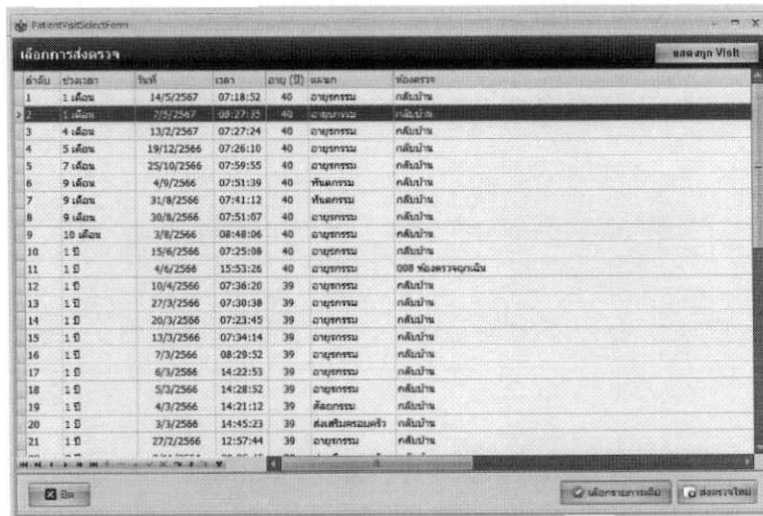 PatientVisitSelectForm
เลือกการส่งตรวจ
แสดงทุก Visit
ลำดับ ช่วงเวลา วันที่ เวลา อายุ (ปี) แผนก ห้องตรวจ
1 1 เดือน 14/5/2567 07:18:52 40 อายุรกรรม กลับบ้าน
2 1 เดือน 7/5/2567 08:27:35 40 อายุรกรรม กลับบ้าน
3 4 เดือน 13/2/2567 07:27:24 40 อายุรกรรม กลับบ้าน
4 5 เดือน 19/12/2566 07:26:10 40 อายุรกรรม กลับบ้าน
5 7 เดือน 25/10/2566 07:59:55 40 อายุรกรรม กลับบ้าน
6 9 เดือน 4/9/2566 07:51:39 40 ทันตกรรม กลับบ้าน
7 9 เดือน 31/8/2566 07:41:12 40 ทันตกรรม กลับบ้าน
8 9 เดือน 30/8/2566 07:51:07 40 อายุรกรรม กลับบ้าน
9 10 เดือน 3/8/2566 08:48:06 40 อายุรกรรม กลับบ้าน
10 1 ปี 15/6/2566 07:25:08 40 อายุรกรรม กลับบ้าน
11 1 ปี 4/6/2566 15:53:26 40 อายุรกรรม 008 ห้องตรวจฉุกเฉิน
12 1 ปี 10/4/2566 07:36:20 39 อายุรกรรม กลับบ้าน
13 1 ปี 27/3/2566 07:30:38 39 อายุรกรรม กลับบ้าน
14 1 ปี 20/3/2566 07:23:45 39 อายุรกรรม กลับบ้าน
15 1 ปี 13/3/2566 07:34:14 39 อายุรกรรม กลับบ้าน
16 1 ปี 7/3/2566 08:29:52 39 อายุรกรรม กลับบ้าน
17 1 ปี 6/3/2566 14:22:53 39 อายุรกรรม กลับบ้าน
18 1 ปี 5/3/2566 14:28:52 39 อายุรกรรม กลับบ้าน
19 1 ปี 4/3/2566 14:21:12 39 ศัลยกรรม กลับบ้าน
20 1 ปี 3/3/2566 14:45:23 39 ส่งเสริมครอบครัว กลับบ้าน
21 1 ปี 27/2/2566 12:57:44 39 อายุรกรรม กลับบ้าน
ปิด เลือกรายการเดิม ส่งตรวจใหม่